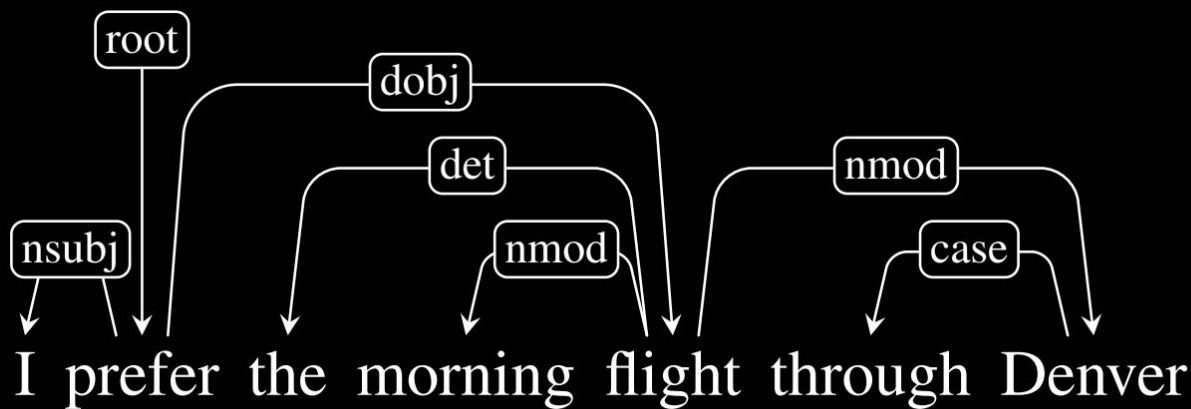 root
dobj
det nmod
nsubj nmod case
I prefer the morning flight through Denver